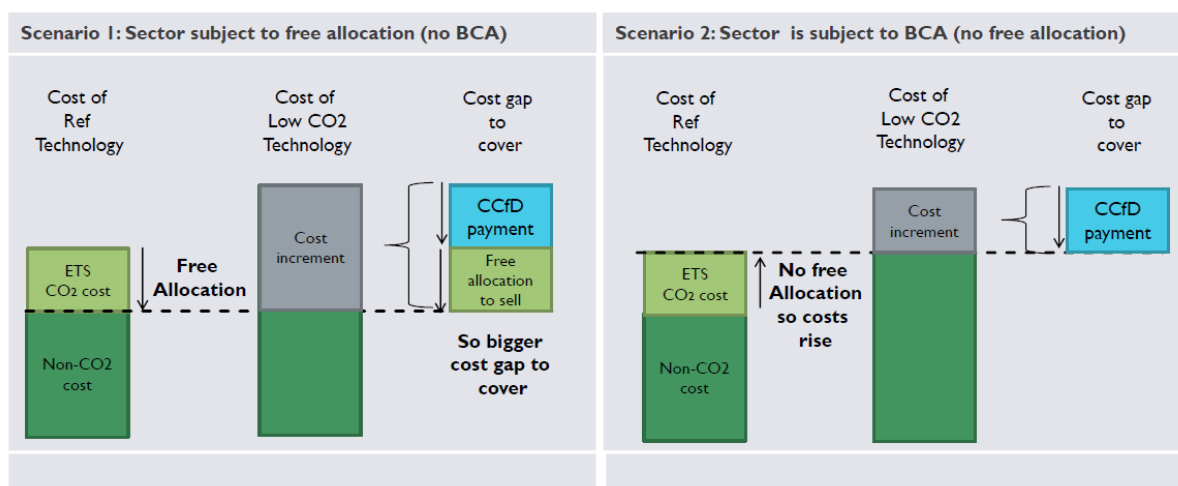 Scenario 1: Sector subject to free allocation (no BCA)
Cost of
Ref
Technology
Cost of
Low CO2
Technology
Cost gap
to
cover
ETS
CO₂ cost
Non-CO2
cost
Free
Allocation
Cost
increment
CCfD
payment
Free
allocation
to sell
So bigger
cost gap to
cover
Scenario 2: Sector  is subject to BCA (no free allocation)
Cost of
Ref
Technology
Cost of
Low CO2
Technology
Cost gap
to
cover
ETS
CO₂ cost
Non-CO2
cost
No free
Allocation
so costs
rise
Cost
increment
CCfD
payment